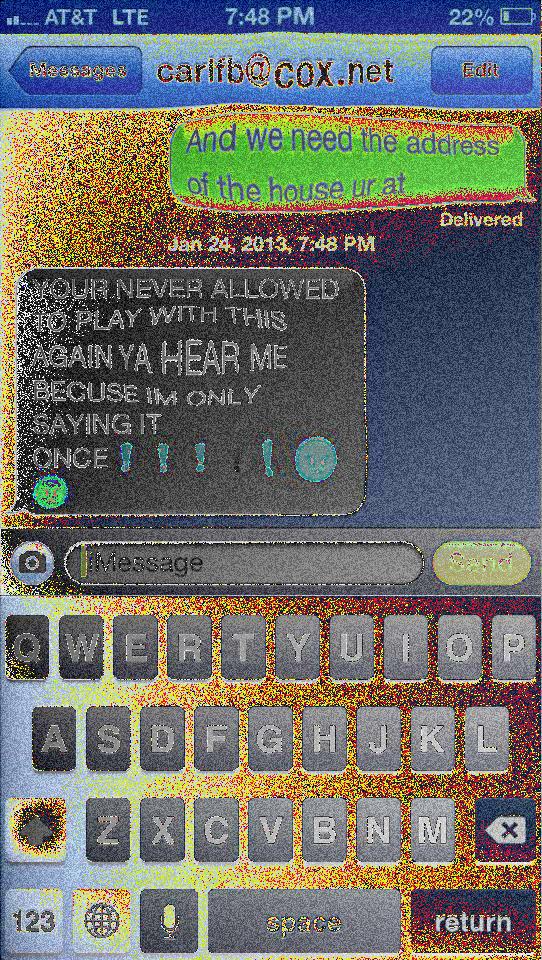 AT&T LTE 7:48 PM 22%
Messages carifb@cox.net Edit
And we need the address
of the house ur at
Delivered
Jan 24, 2013, 7:48 PM
YOUR NEVER ALLOWED
TO PLAY WITH THIS
AGAIN YA HEAR ME
BECUSE IM ONLY
SAYING IT
ONCE ❗❗❗❗❗
iMessage Send
Q W E R T Y U I O P
A S D F G H J K L
Z X C V B N M
123 space return